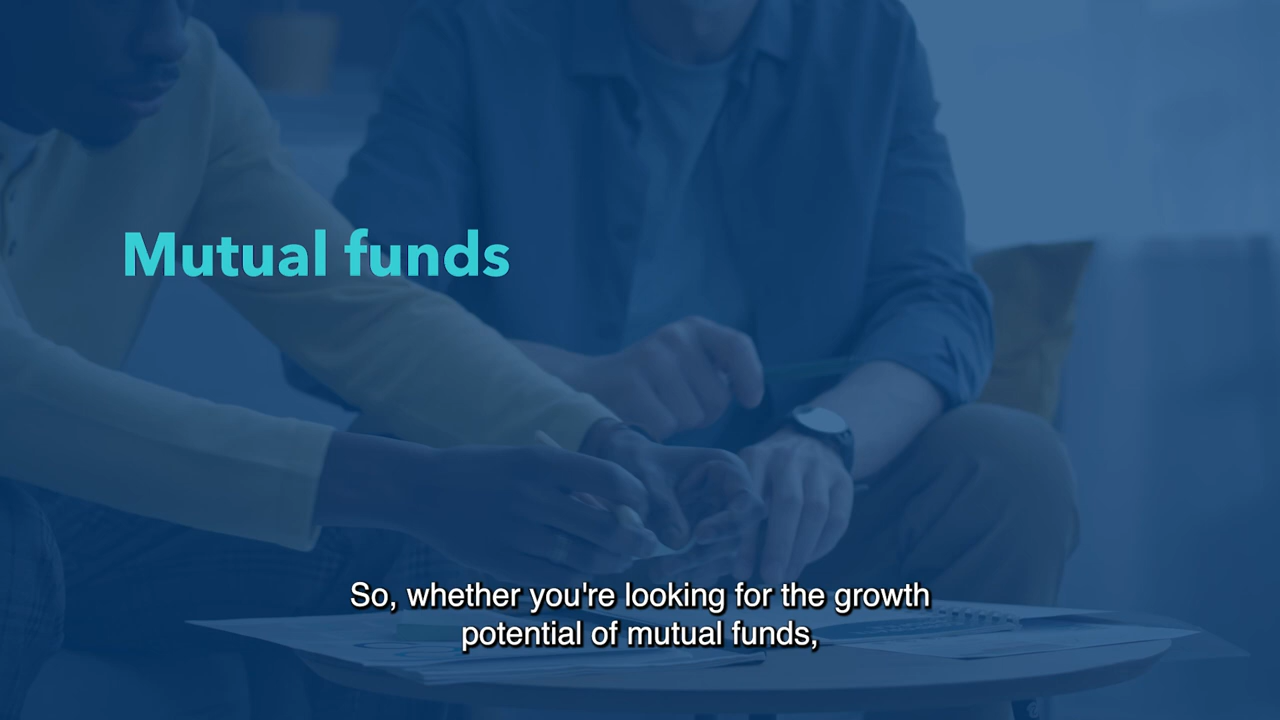 Mutual funds
So, whether you're looking for the growth
potential of mutual funds,